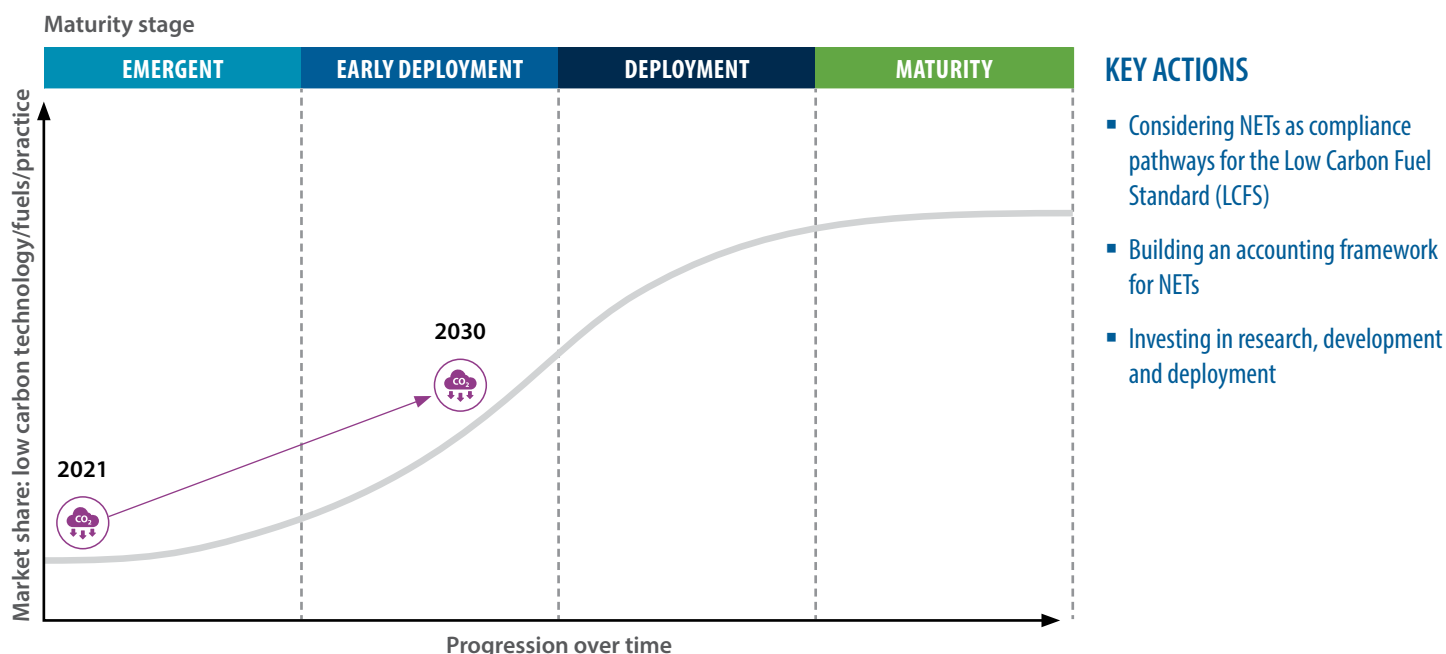 Maturity stage
EMERGENT
EARLY DEPLOYMENT
DEPLOYMENT
MATURITY
Market share: low carbon technology/fuels/practice
2021
CO₂
2030
CO₂
Progression over time
KEY ACTIONS
▪ Considering NETs as compliance
pathways for the Low Carbon Fuel
Standard (LCFS)
▪ Building an accounting framework
for NETs
▪ Investing in research, development
and deployment